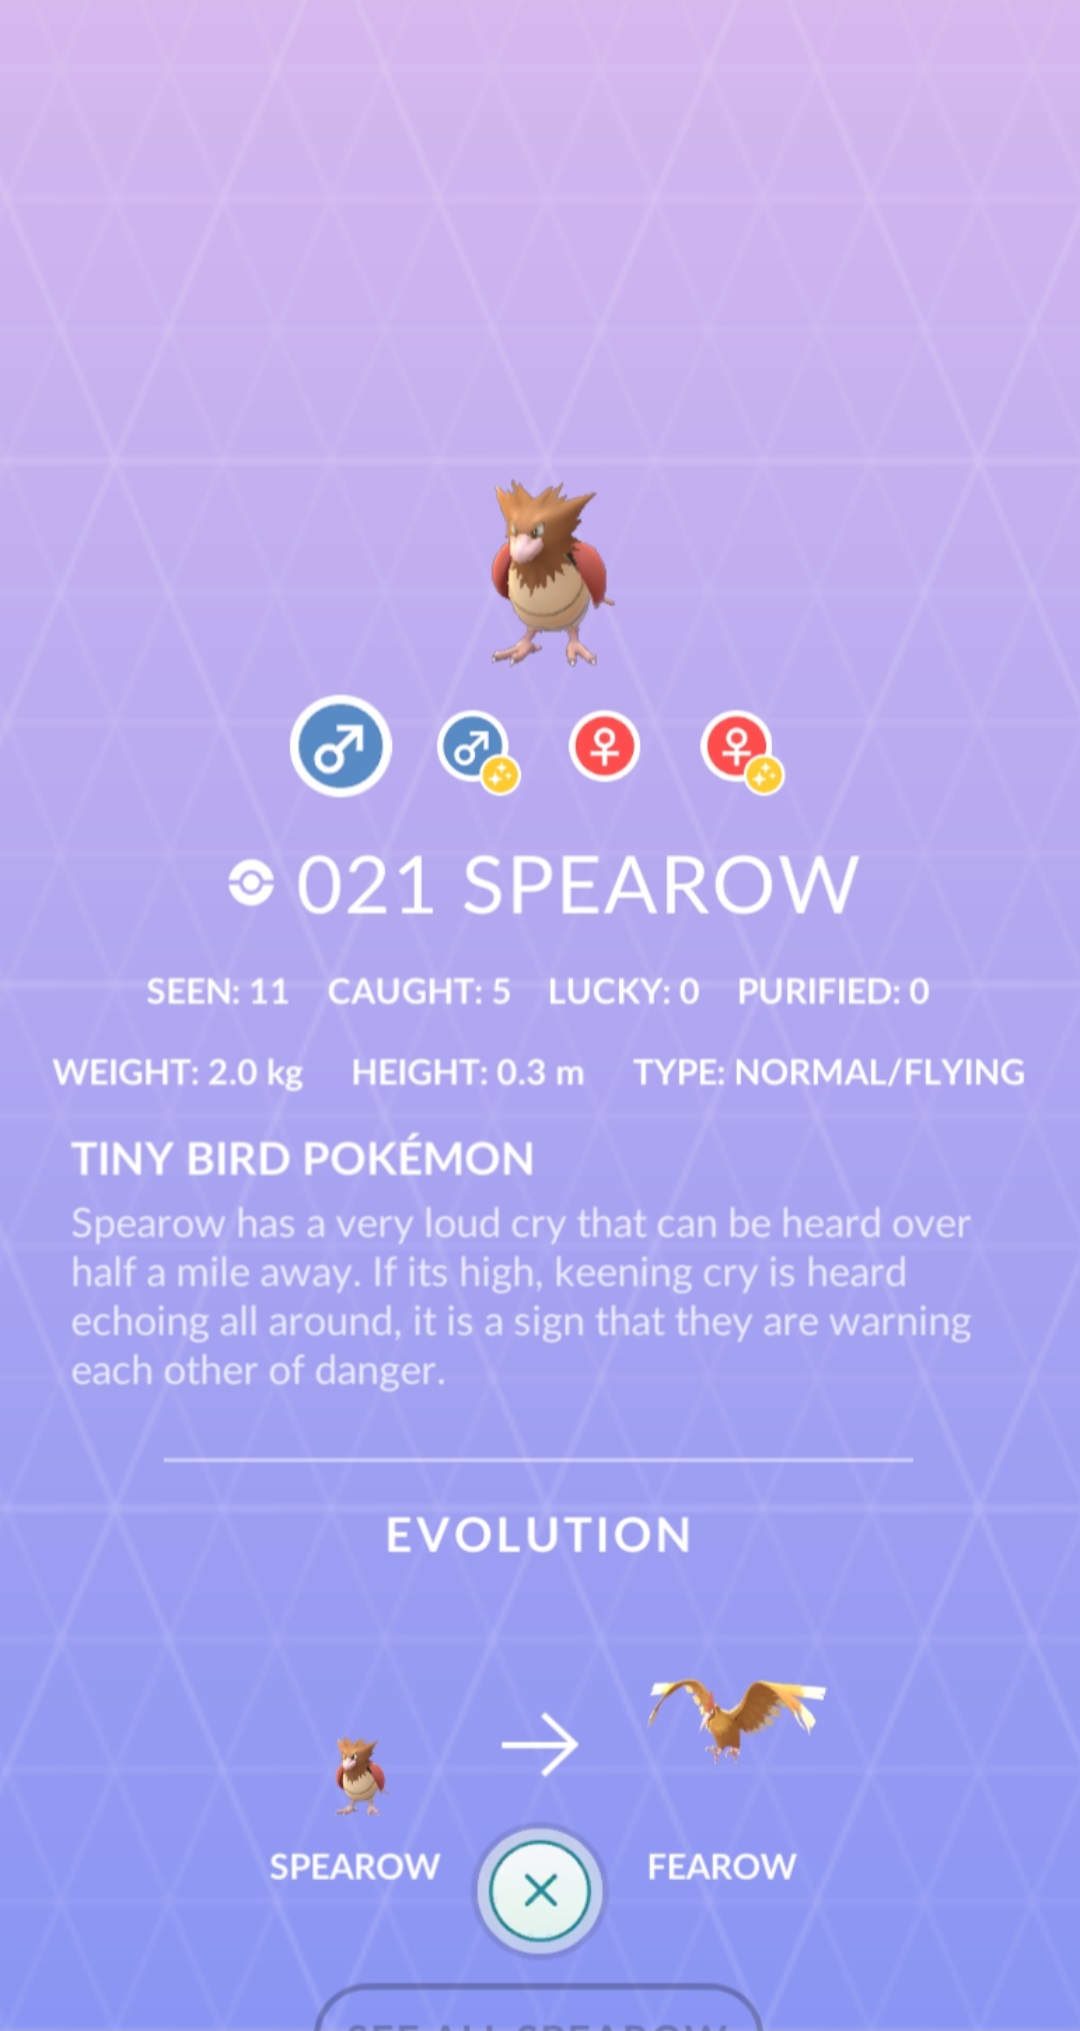 021 SPEAROW
SEEN: 11 CAUGHT: 5 LUCKY: 0 PURIFIED: 0
WEIGHT: 2.0 kg HEIGHT: 0.3 m TYPE: NORMAL/FLYING
TINY BIRD POKÉMON
Spearow has a very loud cry that can be heard over
half a mile away. If its high, keening cry is heard
echoing all around, it is a sign that they are warning
each other of danger.
EVOLUTION
SPEAROW FEAROW
SEE ALL SPEAROW